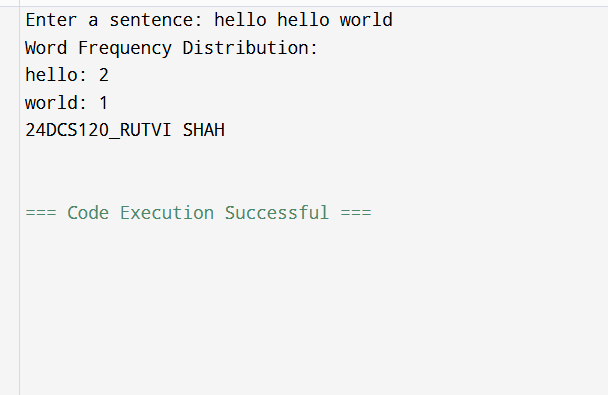 Enter a sentence: hello hello world
Word Frequency Distribution:
hello: 2
world: 1
24DCS120_RUTVI SHAH
=== Code Execution Successful ===